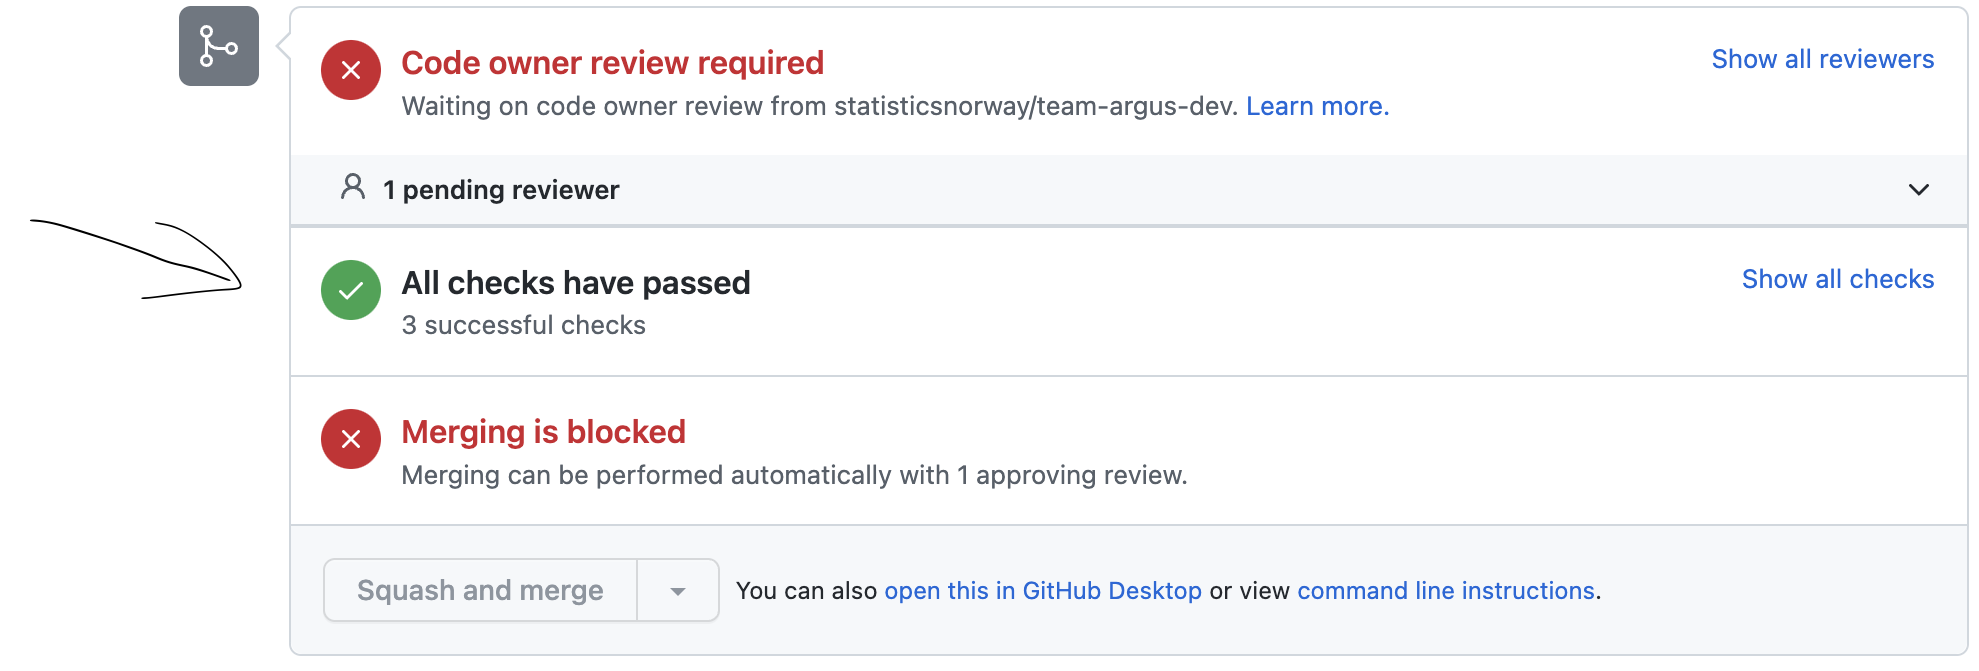 Code owner review required
Show all reviewers
Waiting on code owner review from statisticsnorway/team-argus-dev. Learn more.
1 pending reviewer
All checks have passed
Show all checks
3 successful checks
Merging is blocked
Merging can be performed automatically with 1 approving review.
Squash and merge
You can also open this in GitHub Desktop or view command line instructions.